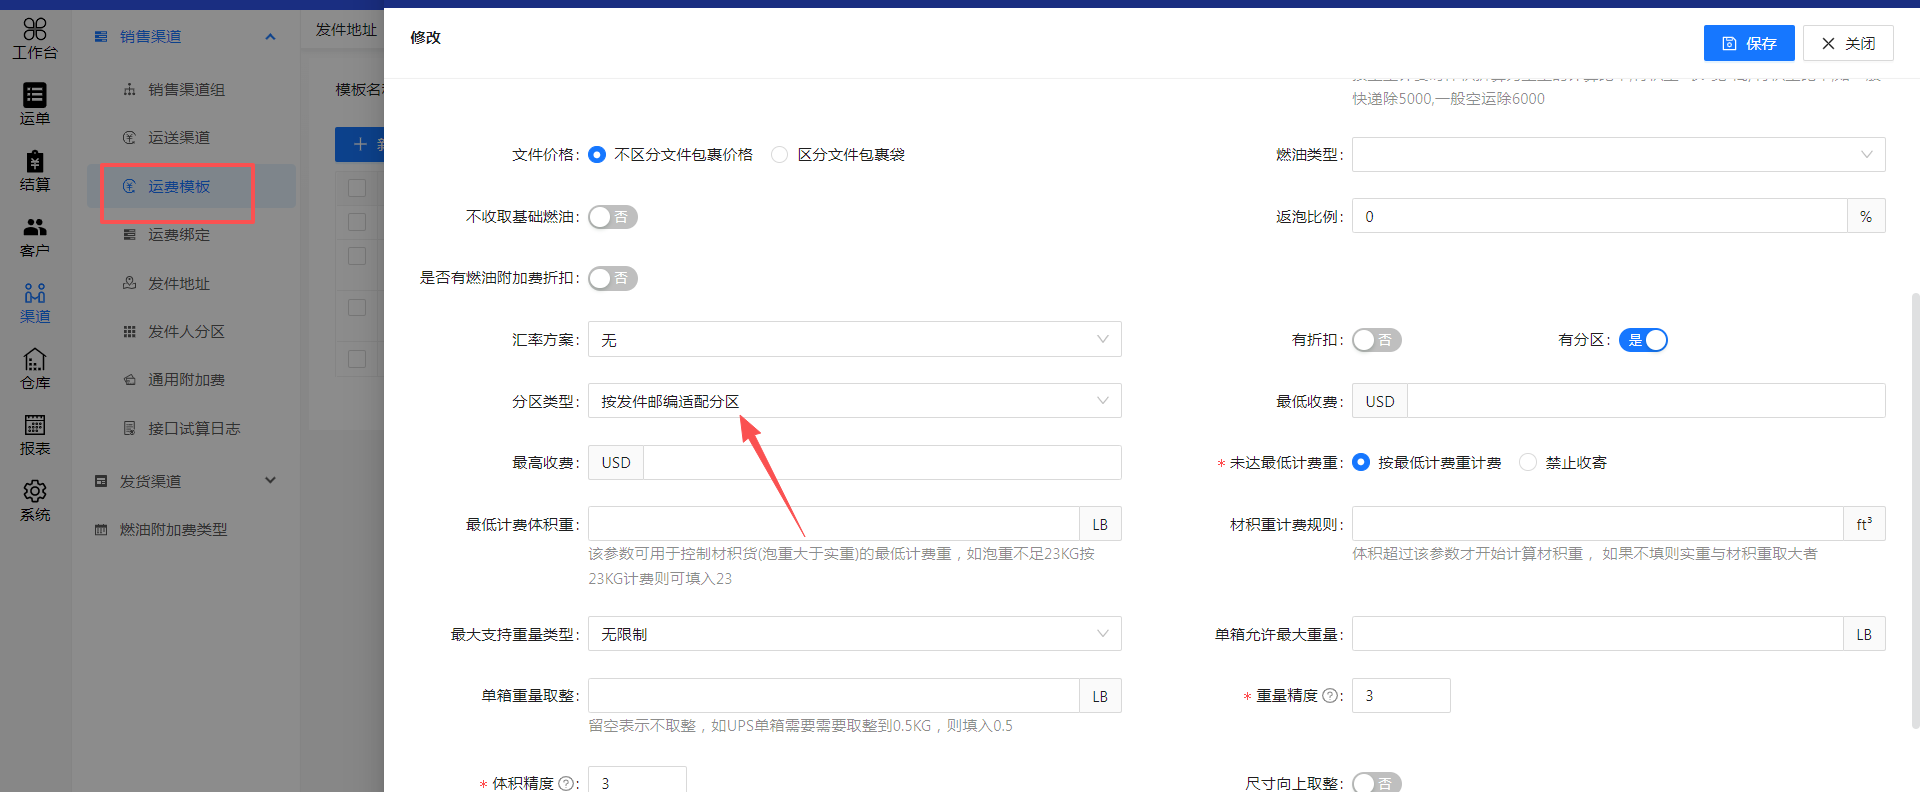 工作台
运单
结算
客户
渠道
仓库
报表
系统
销售渠道
销售渠道组
运送渠道
运费模板
运费绑定
发件地址
发件人分区
通用附加费
接口试算日志
发货渠道
燃油附加费类型
发件地址
模板名
修改
保存
关闭
快递除5000,一般空运除6000
文件价格: 不区分文件包裹价格 区分文件包裹袋
燃油类型:
不收取基础燃油: 否
返泡比例: 0 %
是否有燃油附加费折扣: 否
汇率方案: 无
有折扣: 否
有分区: 是
分区类型: 按发件邮编适配分区
最低收费: USD
最高收费: USD
* 未达最低计费重: 按最低计费重计费 禁止收寄
最低计费体积重: LB
该参数可用于控制材积货(泡重大于实重)的最低计费重，如泡重不足23KG按
23KG计费则可填入23
材积重计费规则: ft³
体积超过该参数才开始计算材积重， 如果不填则实重与材积重取大者
最大支持重量类型: 无限制
单箱允许最大重量: LB
单箱重量取整: LB
留空表示不取整，如UPS单箱需要需要取整到0.5KG，则填入0.5
* 重量精度 ? : 3
* 体积精度 ? : 3
尺寸向上取整: 否